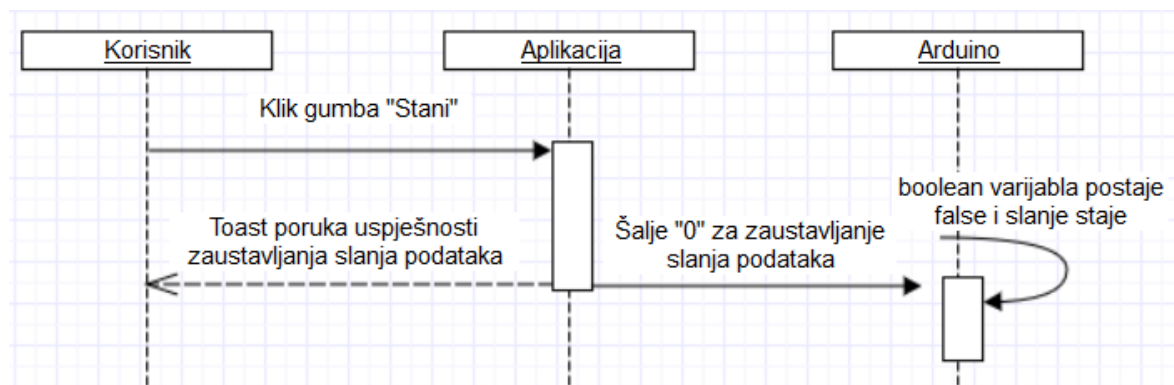 Korisnik
Aplikacija
Arduino
Klik gumba "Stani"
boolean varijabla postaje
false i slanje staje
Toast poruka uspješnosti
zaustavljanja slanja podataka
Šalje "0" za zaustavljanje
slanja podataka